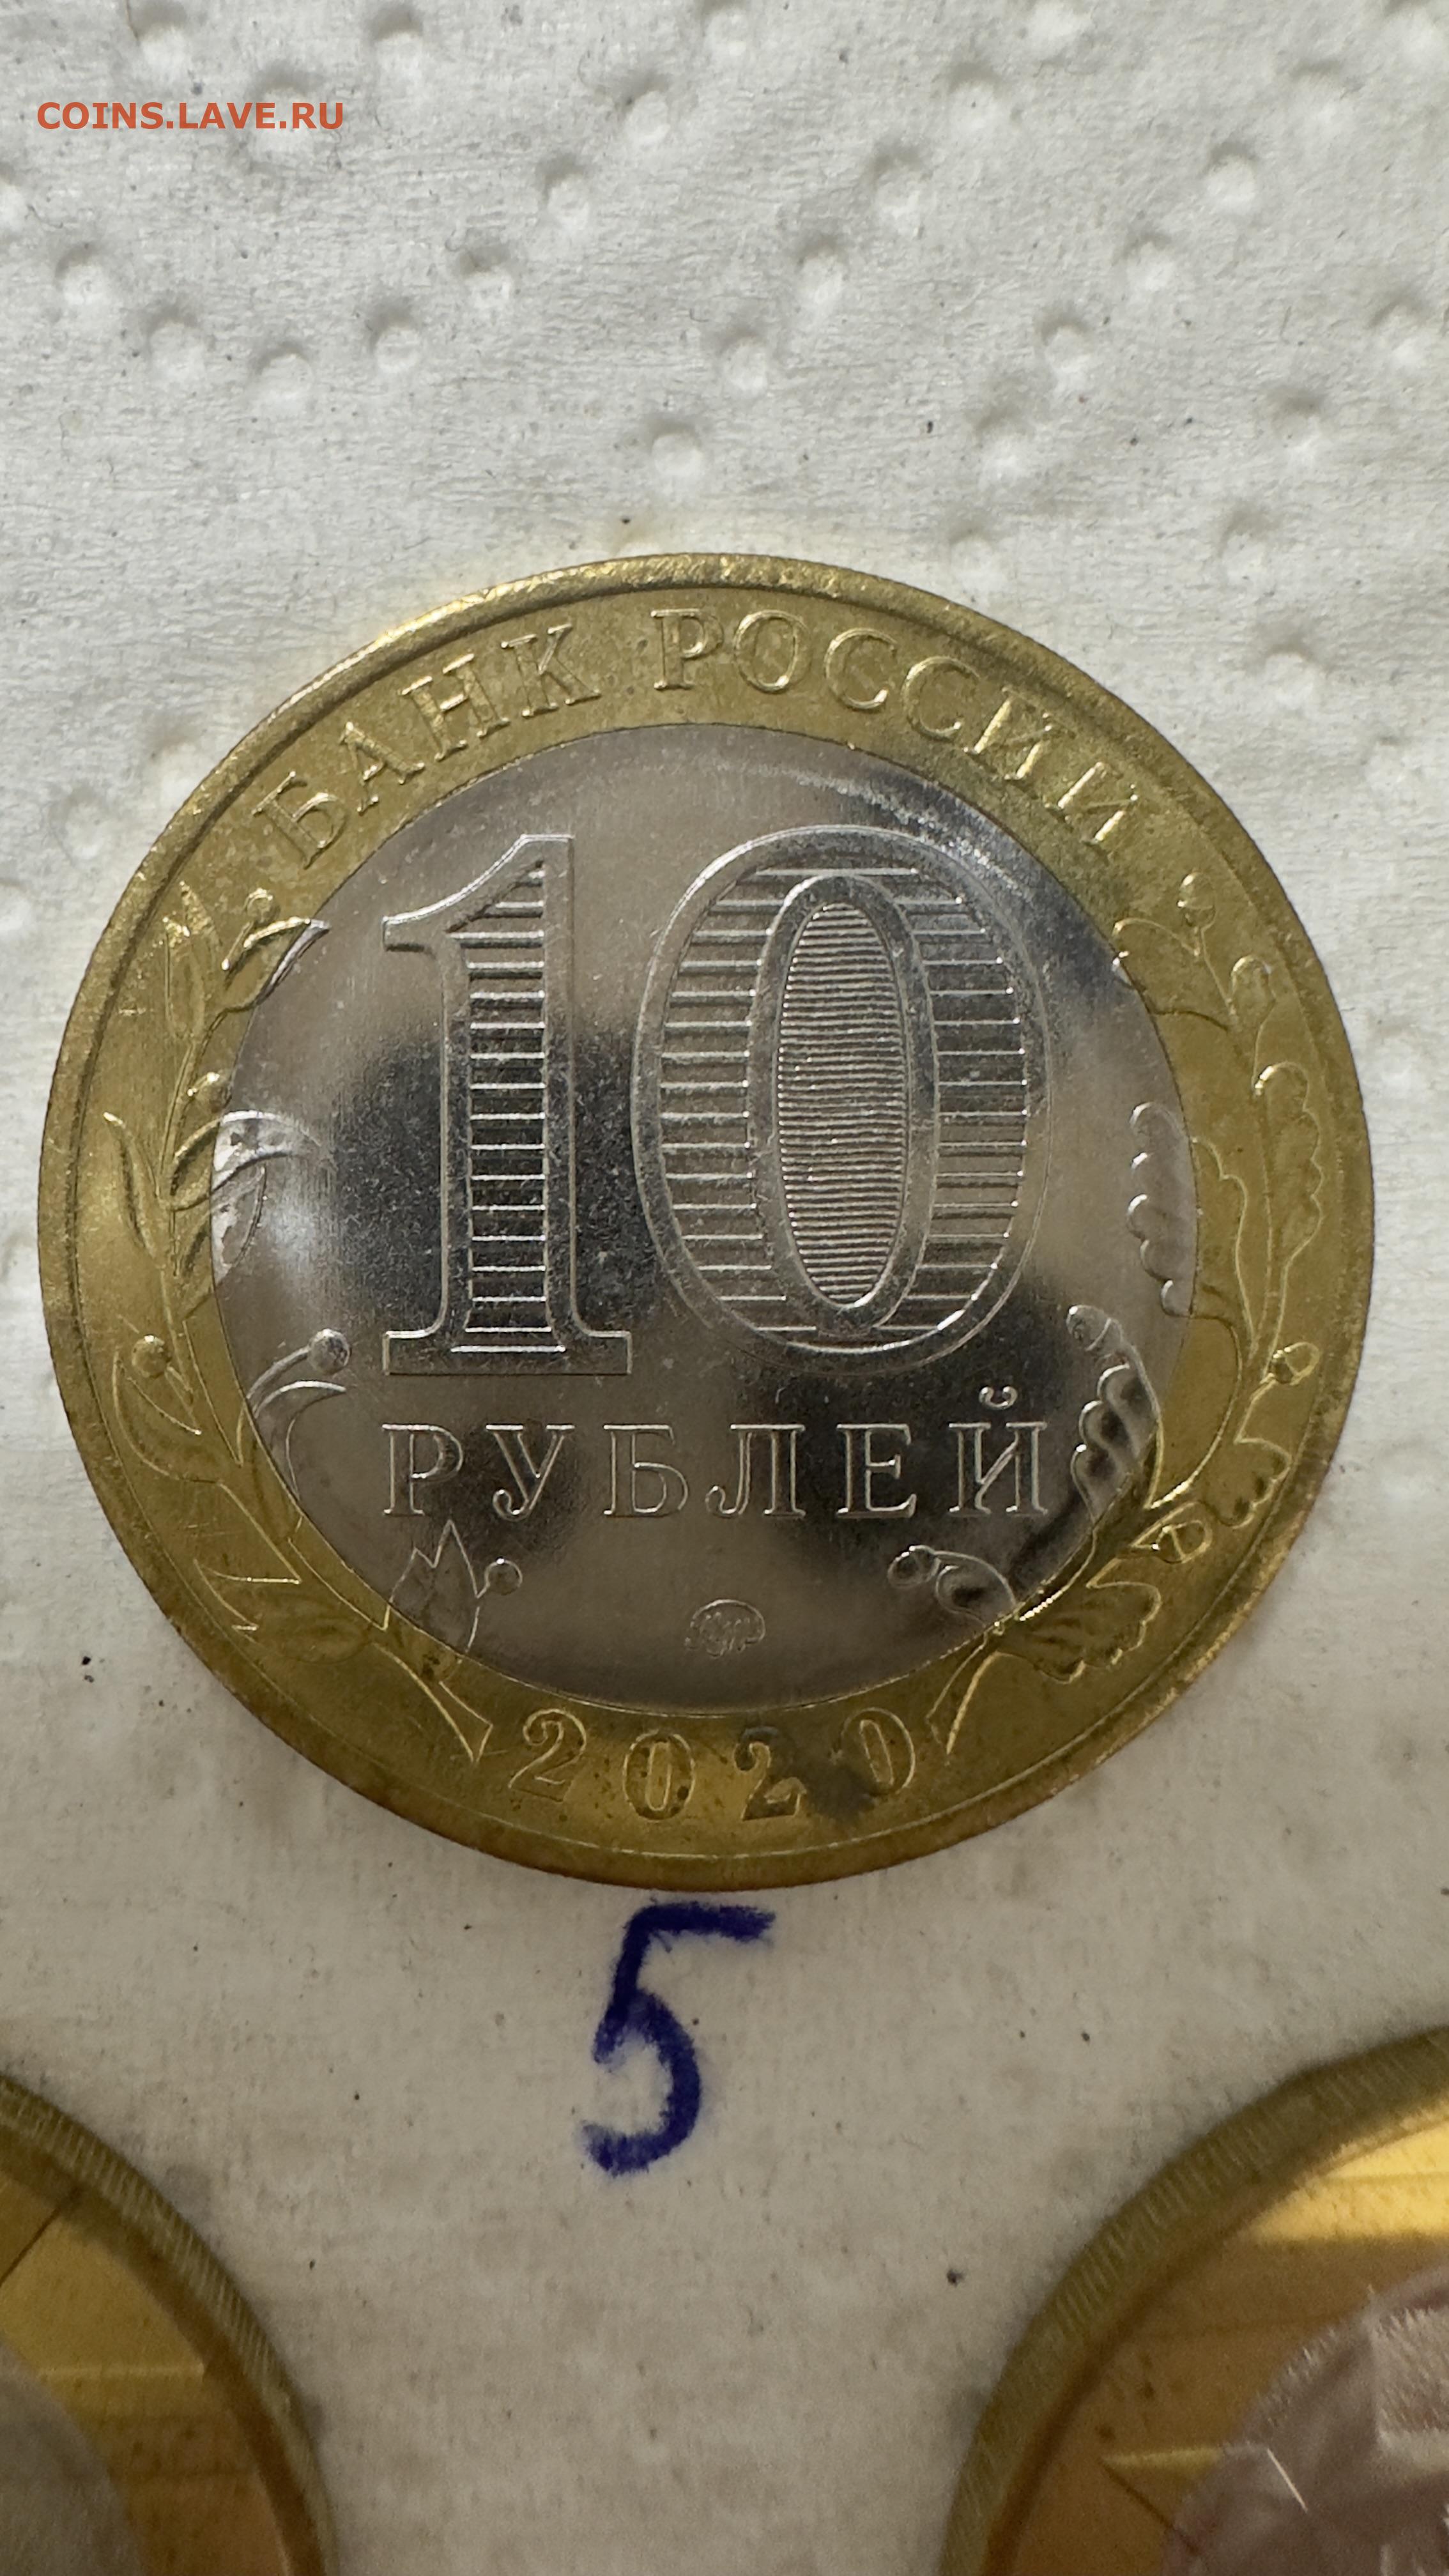 COINS.LAVE.RU
БАНК РОССИИ
10
РУБЛЕЙ
2020
5